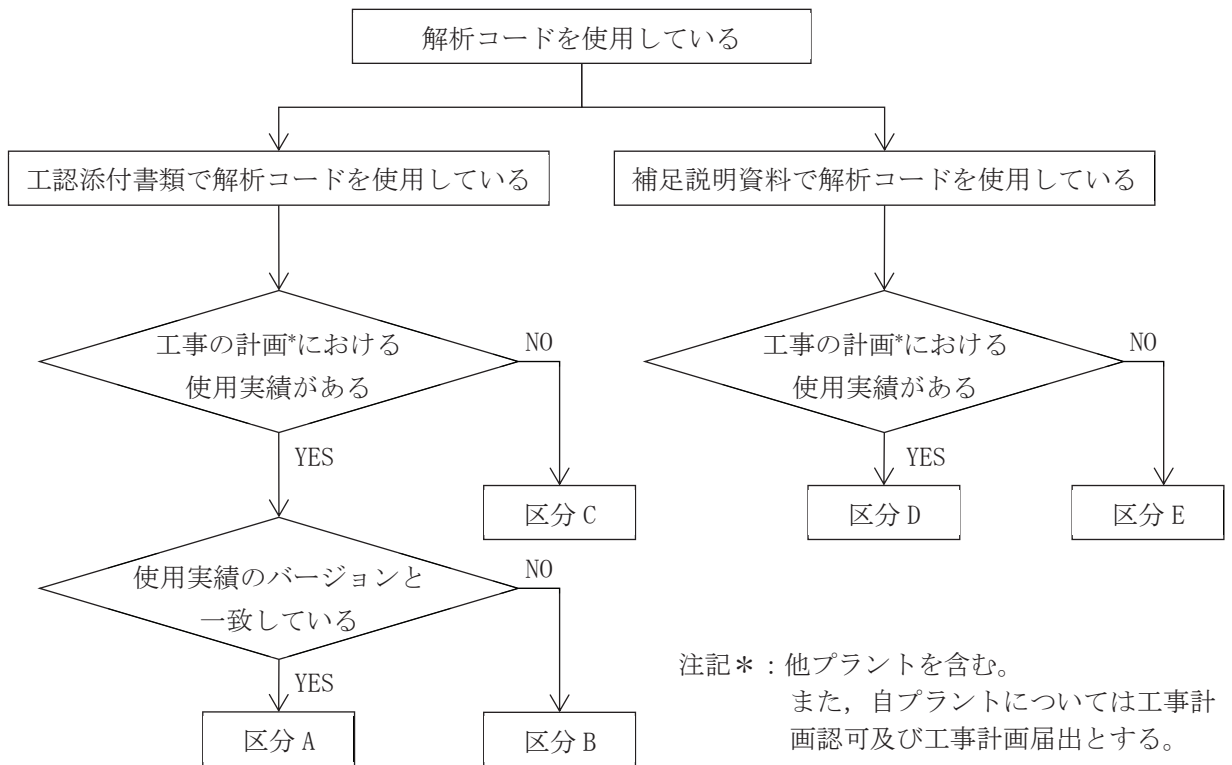 解析コードを使用している
工認添付書類で解析コードを使用している
補足説明資料で解析コードを使用している
工事の計画*における
使用実績がある
NO
YES
区分 C
工事の計画*における
使用実績がある
NO
YES
区分 D
区分 E
使用実績のバージョンと
一致している
NO
YES
区分 A
区分 B
注記＊：他プラントを含む。
また，自プラントについては工事計
画認可及び工事計画届出とする。